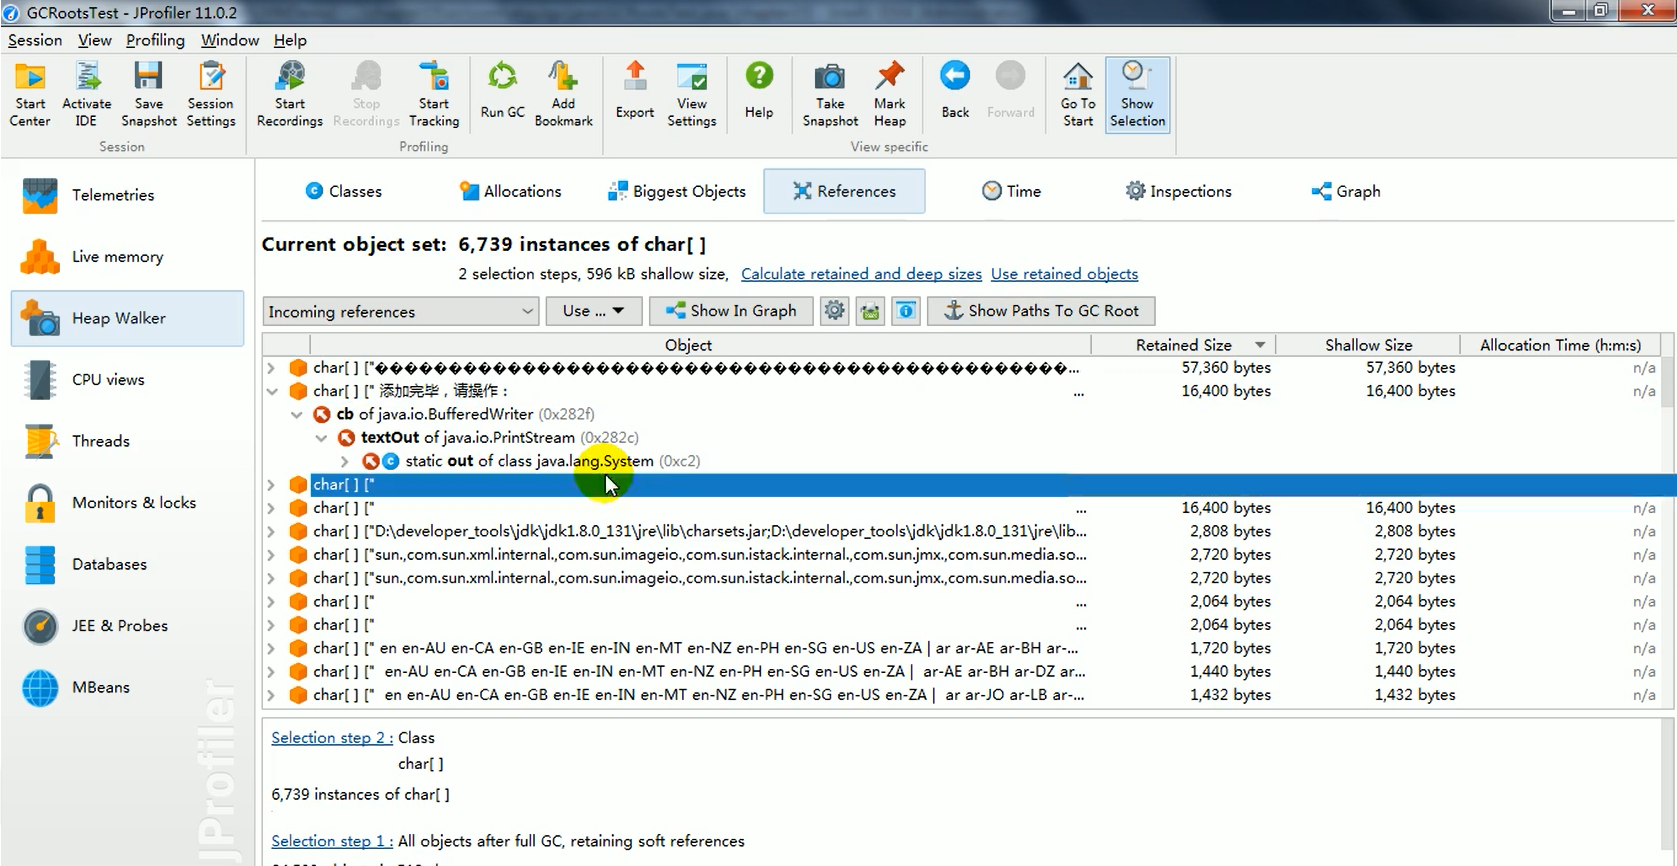 GCRootsTest - JProfiler 11.0.2
Session View Profiling Window Help
Start Center
Activate IDE
Save Snapshot
Session Settings
Start Recordings
Stop Recordings
Start Tracking
Run GC
Add Bookmark
Export
View Settings
Help
Take Snapshot
Mark Heap
Back
Forward
Go To Start
Show Selection
Session
Profiling
View specific
Telemetries
Live memory
Heap Walker
CPU views
Threads
Monitors & locks
Databases
JEE & Probes
MBeans
JProfiler
Classes Allocations Biggest Objects References Time Inspections Graph
Current object set: 6,739 instances of char[ ]
2 selection steps, 596 kB shallow size, Calculate retained and deep sizes Use retained objects
Incoming references Use ... Show In Graph Show Paths To GC Root
Object Retained Size Shallow Size Allocation Time (h:m:s)
char[ ] ["������������������������������������������������������������... 57,360 bytes 57,360 bytes n/a
char[ ] [" 添加完毕，请操作： ... 16,400 bytes 16,400 bytes n/a
cb of java.io.BufferedWriter (0x282f)
textOut of java.io.PrintStream (0x282c)
static out of class java.lang.System (0xc2)
char[ ] ["
char[ ] [" ... 16,400 bytes 16,400 bytes n/a
char[ ] ["D:\developer_tools\jdk\jdk1.8.0_131\jre\lib\charsets.jar;D:\developer_tools\jdk\jdk1.8.0_131\jre\lib... 2,808 bytes 2,808 bytes n/a
char[ ] ["sun.,com.sun.xml.internal.,com.sun.imageio.,com.sun.istack.internal.,com.sun.jmx.,com.sun.media.so... 2,720 bytes 2,720 bytes n/a
char[ ] ["sun.,com.sun.xml.internal.,com.sun.imageio.,com.sun.istack.internal.,com.sun.jmx.,com.sun.media.so... 2,720 bytes 2,720 bytes n/a
char[ ] [" ... 2,064 bytes 2,064 bytes n/a
char[ ] [" ... 2,064 bytes 2,064 bytes n/a
char[ ] [" en en-AU en-CA en-GB en-IE en-IN en-MT en-NZ en-PH en-SG en-US en-ZA | ar ar-AE ar-BH ar-... 1,720 bytes 1,720 bytes n/a
char[ ] [" en-AU en-CA en-GB en-IE en-IN en-MT en-NZ en-PH en-SG en-US en-ZA | ar-AE ar-BH ar-DZ ar... 1,440 bytes 1,440 bytes n/a
char[ ] [" en en-AU en-CA en-GB en-IE en-IN en-MT en-NZ en-PH en-SG en-US en-ZA | ar ar-JO ar-LB ar-... 1,432 bytes 1,432 bytes n/a
Selection step 2 : Class
char[ ]
6,739 instances of char[ ]
Selection step 1 : All objects after full GC, retaining soft references